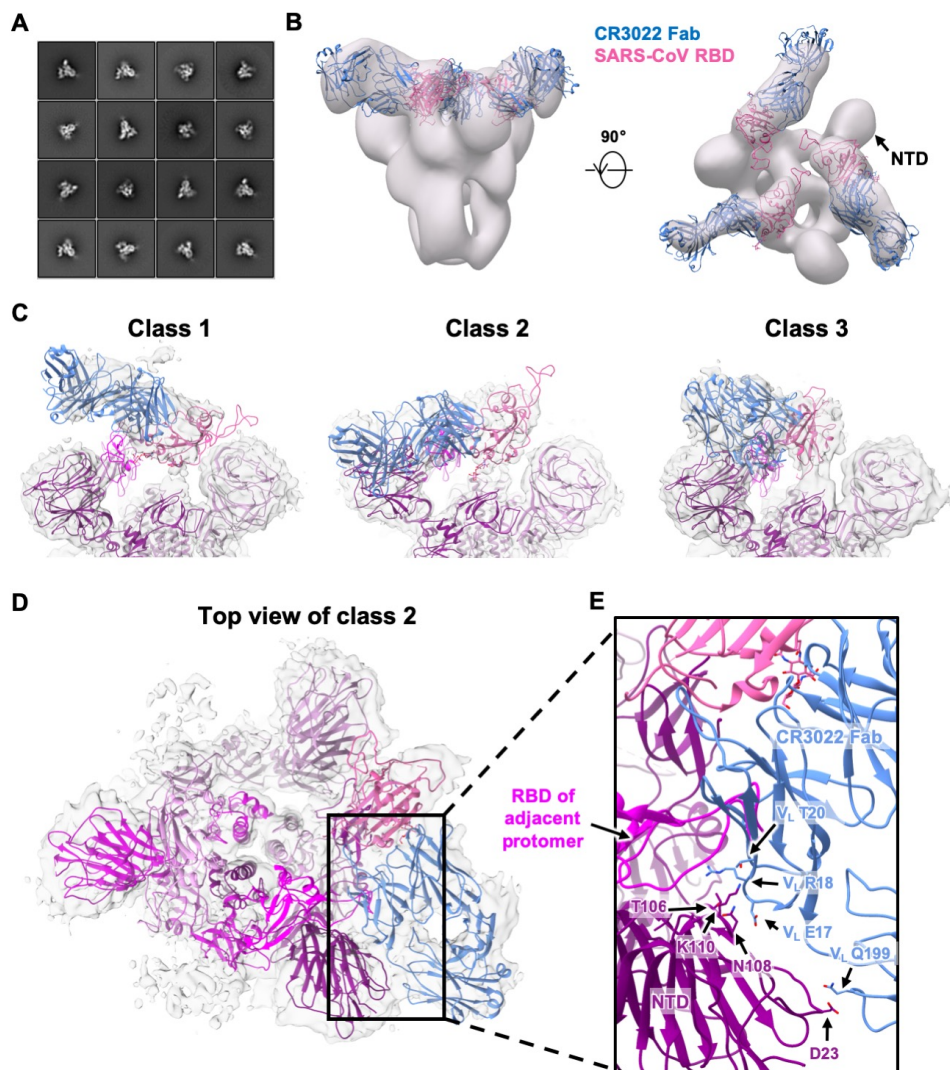 A
B
CR3022 Fab
SARS-CoV RBD
90°
NTD
C
Class 1
Class 2
Class 3
D
Top view of class 2
E
CR3022 Fab
RBD of
adjacent
protomer
VL T20
VL R18
T106
VL E17
K110
N108
VL Q199
NTD
D23